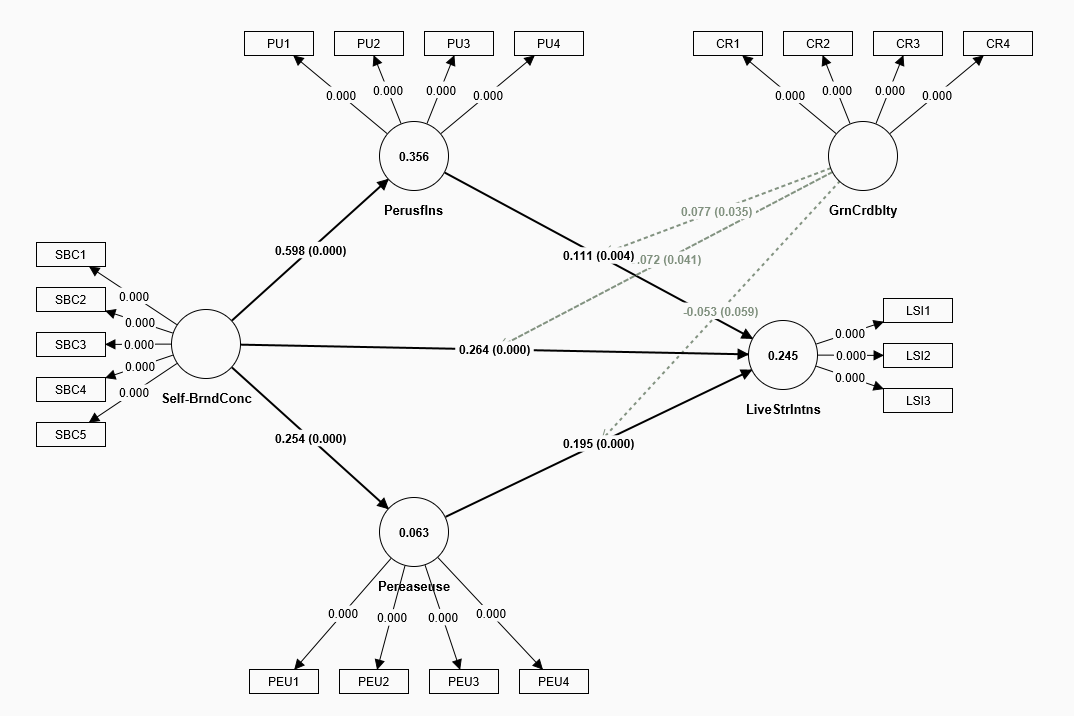 PU1 PU2 PU3 PU4 CR1 CR2 CR3 CR4
0.000 0.000 0.000 0.000 0.000 0.000 0.000 0.000
0.356
PerusflIns GrnCrdblty
0.077 (0.035)
0.598 (0.000) 0.111 (0.004) .072 (0.041)
SBC1
0.000
SBC2
0.000
SBC3 0.000
SBC4 0.000
0.000
SBC5
Self-BrndConc
-0.053 (0.059)
LSI1
0.000
0.264 (0.000) 0.245 0.000 LSI2
0.000
LSI3
LiveStrIntns
0.254 (0.000) 0.195 (0.000)
0.063
Pereaseuse
0.000 0.000 0.000 0.000
PEU1 PEU2 PEU3 PEU4